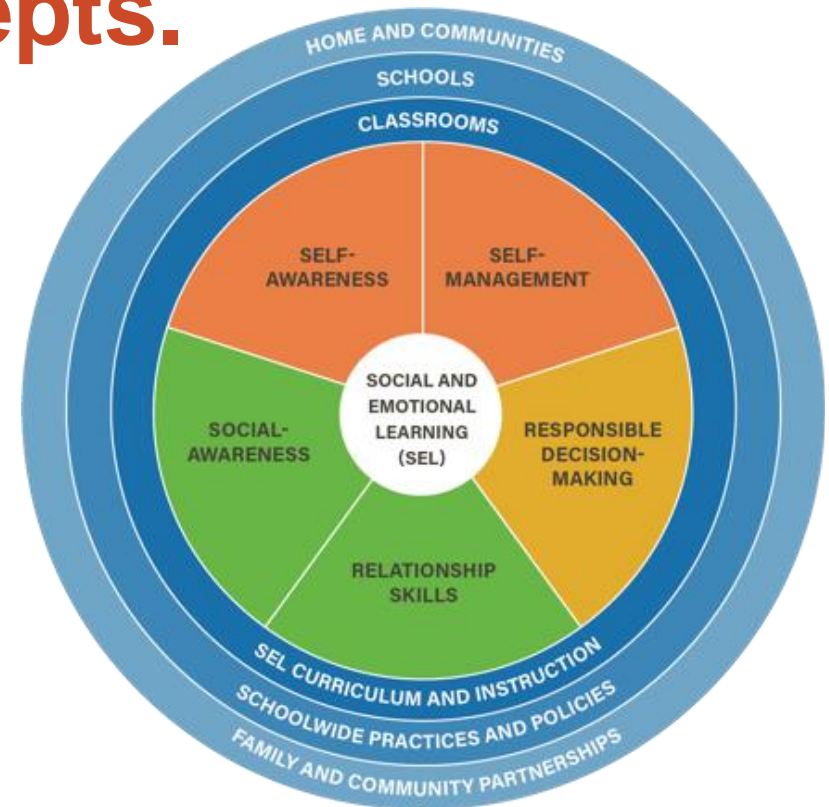 epts.
HOME AND COMMUNITIES
SCHOOLS
CLASSROOMS
SELF-
AWARENESS
SELF-
MANAGEMENT
SOCIAL AND
EMOTIONAL
LEARNING
(SEL)
SOCIAL-
AWARENESS
RESPONSIBLE
DECISION-
MAKING
RELATIONSHIP
SKILLS
SEL CURRICULUM AND INSTRUCTION
SCHOOLWIDE PRACTICES AND POLICIES
FAMILY AND COMMUNITY PARTNERSHIPS